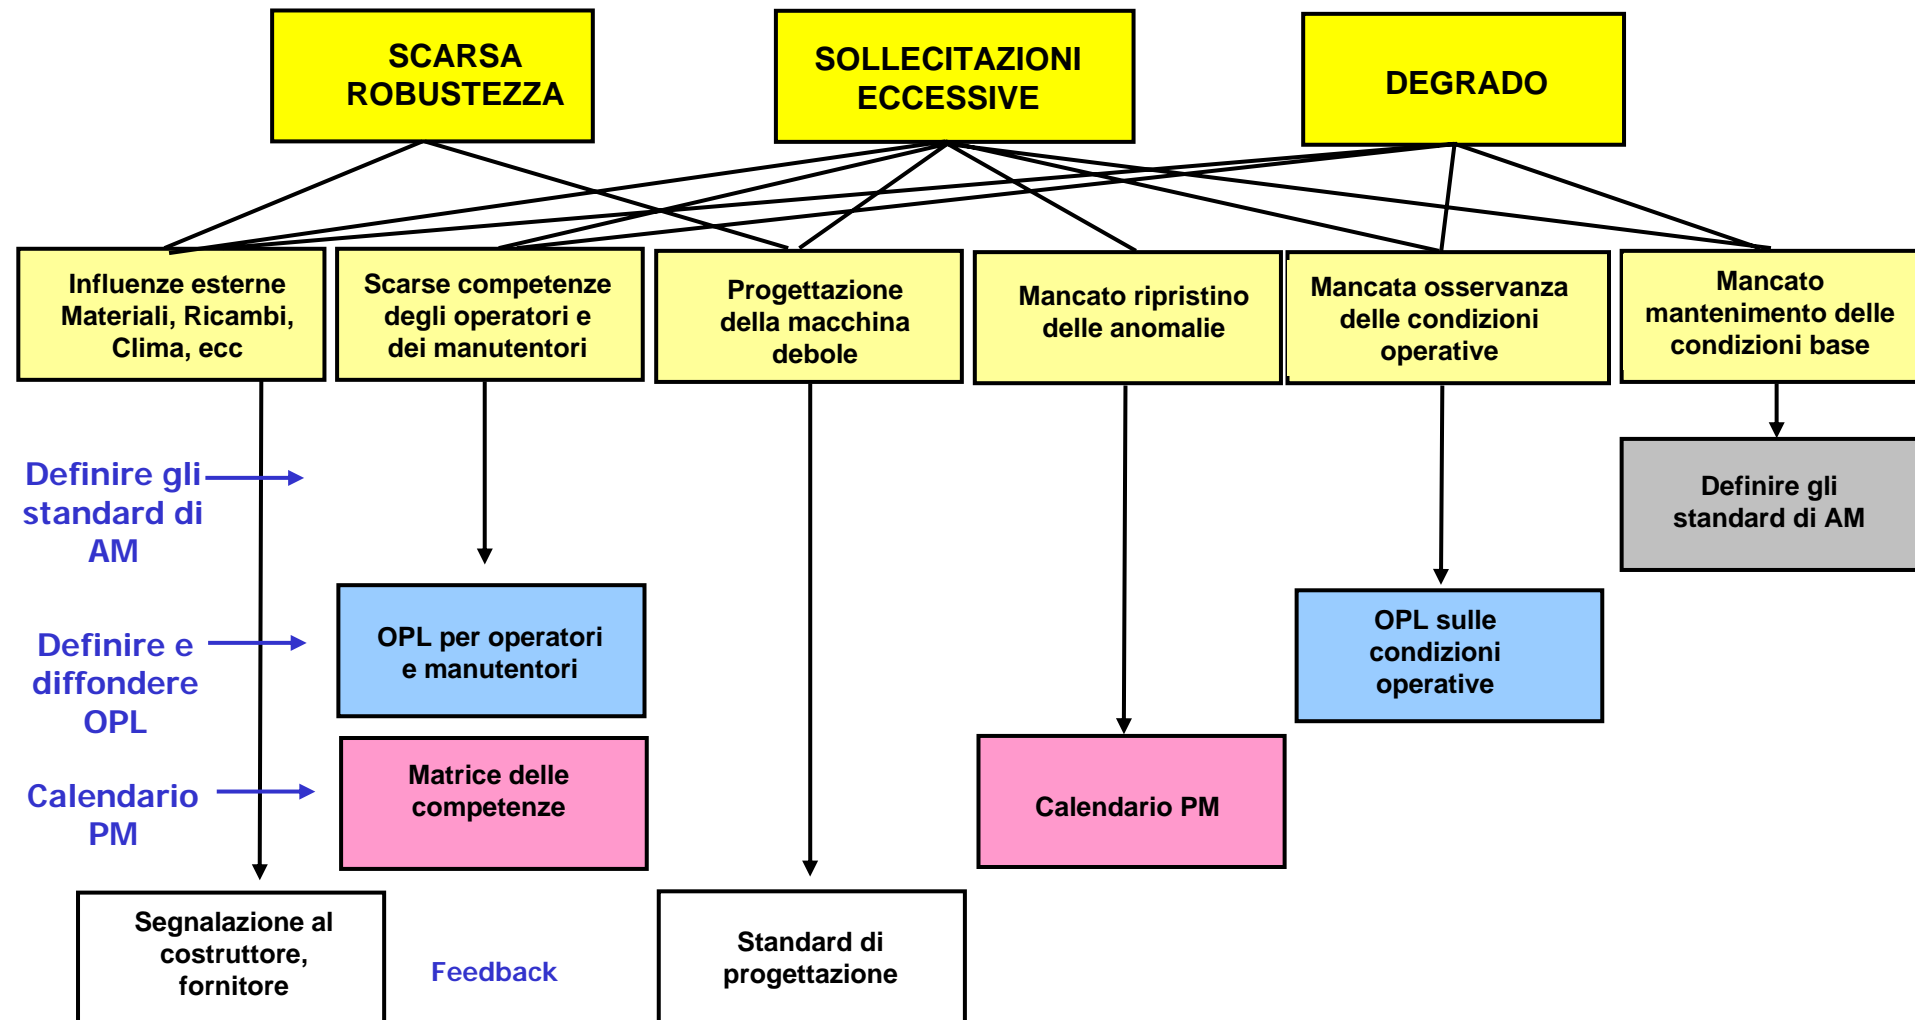 SCARSA
ROBUSTEZZA
SOLLECITAZIONI
ECCESSIVE
DEGRADO
Influenze esterne
Materiali, Ricambi,
Clima, ecc
Scarse competenze
degli operatori e
dei manutentori
Progettazione
della macchina
debole
Mancato ripristino
delle anomalie
Mancata osservanza
delle condizioni
operative
Mancato
mantenimento delle
condizioni base
Definire gli
standard di
AM
Definire gli
standard di AM
Definire e
diffondere
OPL
OPL per operatori
e manutentori
OPL sulle
condizioni
operative
Calendario
PM
Matrice delle
competenze
Calendario PM
Segnalazione al
costruttore,
fornitore
Feedback
Standard di
progettazione